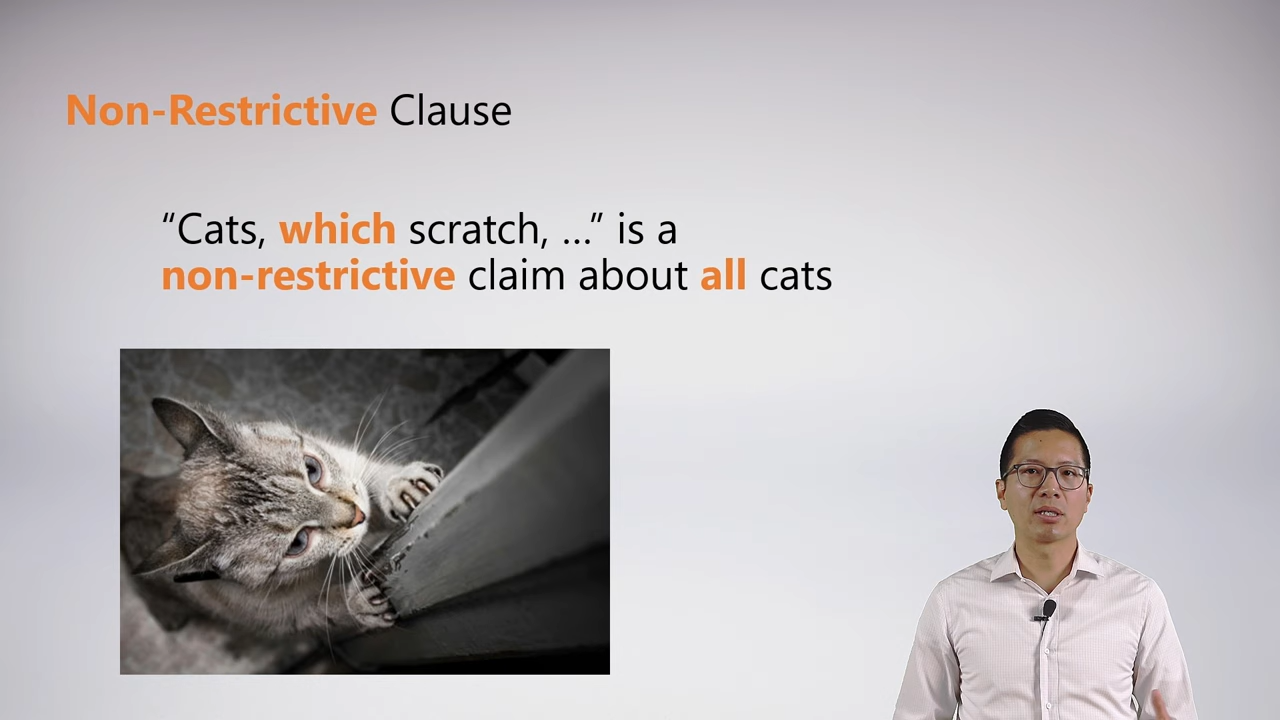 Non-Restrictive Clause
“Cats, which scratch, ...” is a
non-restrictive claim about all cats